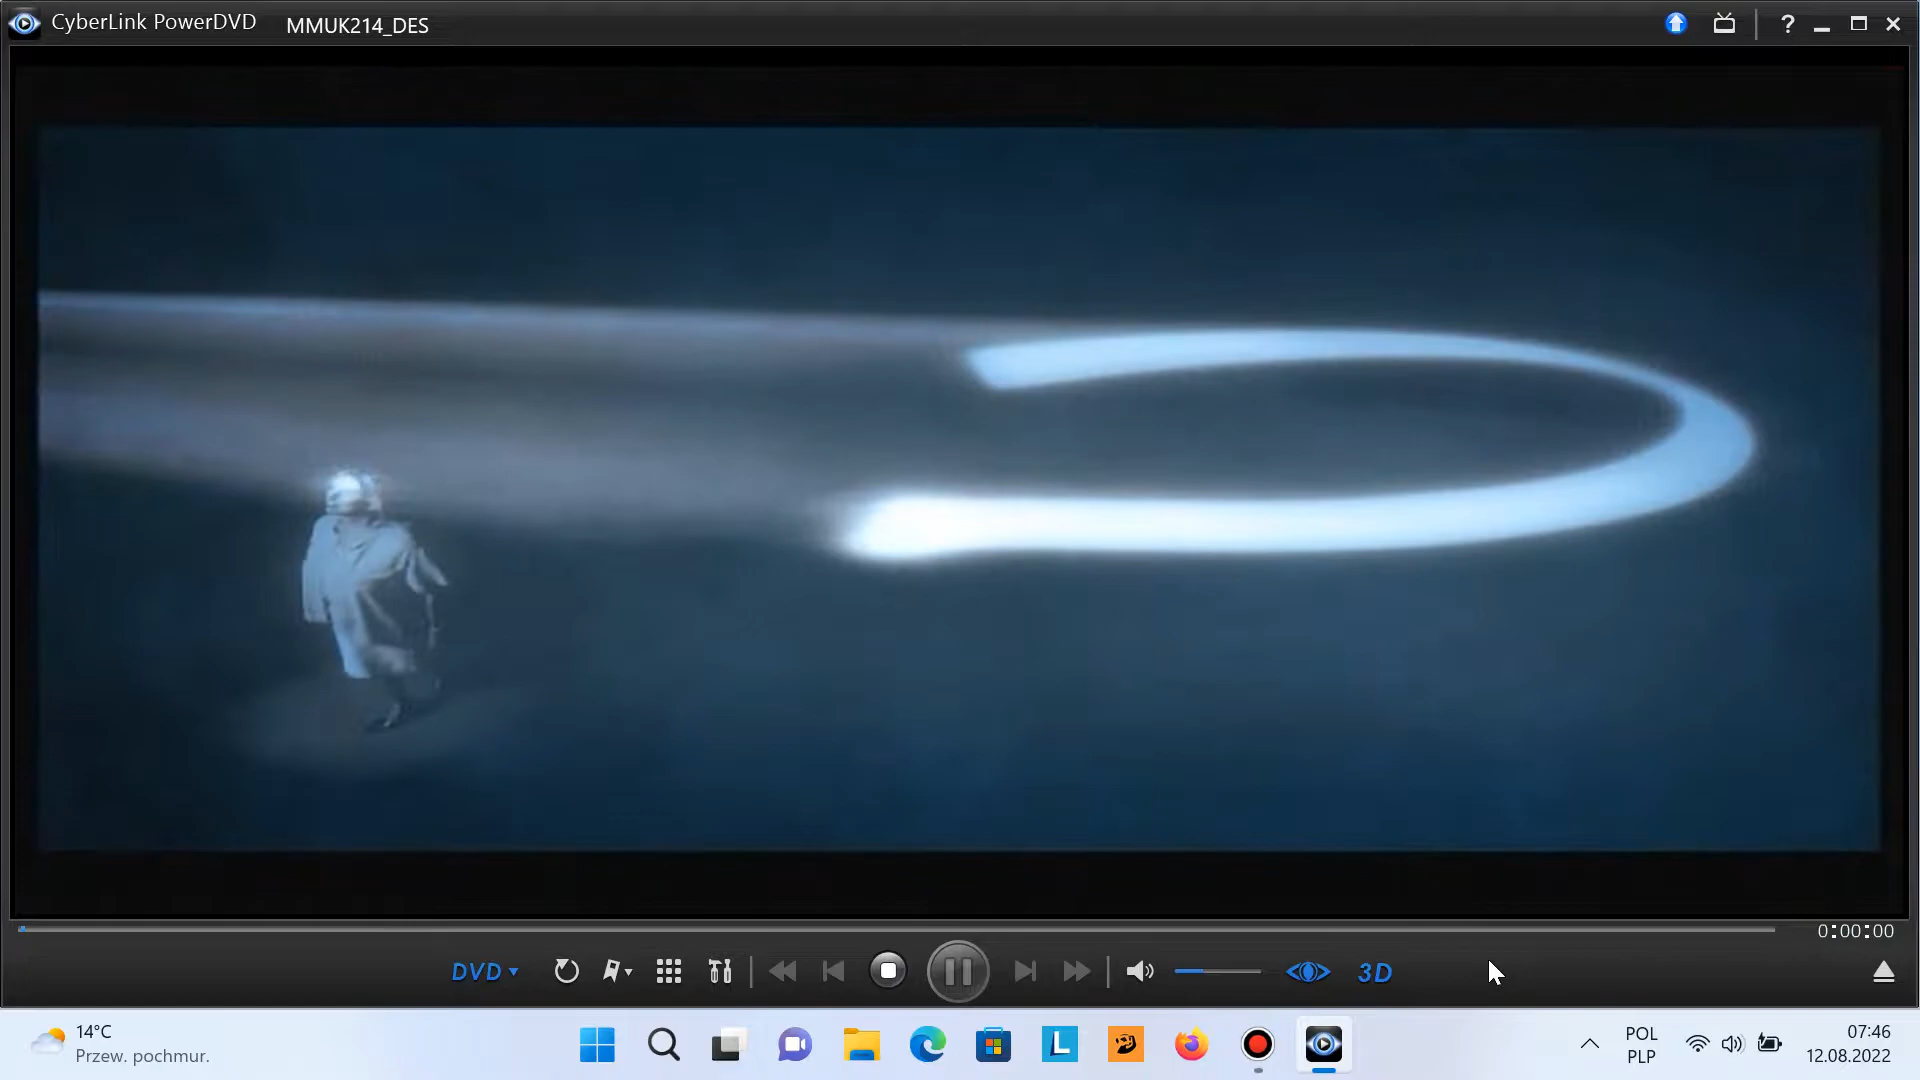 CyberLink PowerDVD MMUK214_DES
?
0:00:00
DVD
3D
14°C
Przew. pochmur.
L
POL
PLP
07:46
12.08.2022